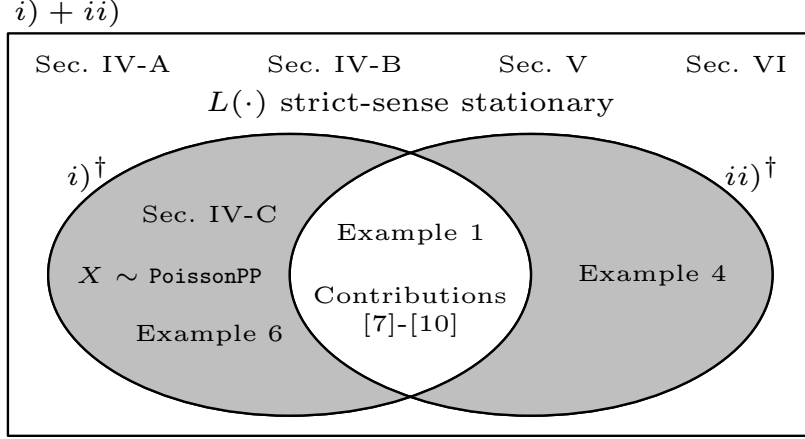 i) + ii)
Sec. IV-A Sec. IV-B Sec. V Sec. VI
L(·) strict-sense stationary
i)† ii)†
Sec. IV-C
Example 1
X ∼ PoissonPP
Example 4
Contributions
[7]-[10]
Example 6